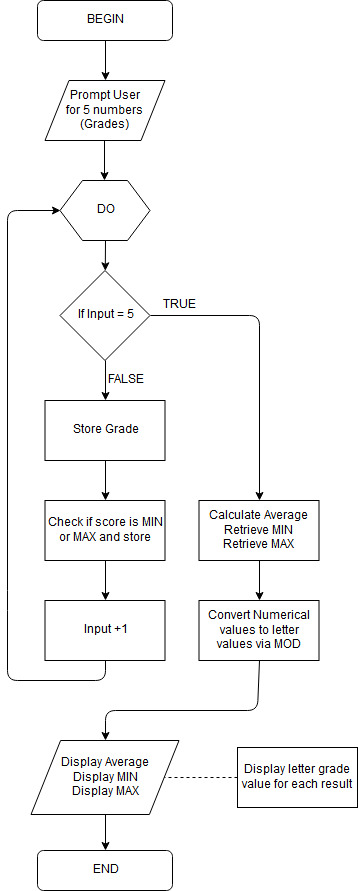 BEGIN
Prompt User
for 5 numbers
(Grades)
DO
If Input = 5
TRUE
FALSE
Store Grade
Check if score is MIN
or MAX and store
Input +1
Calculate Average
Retrieve MIN
Retrieve MAX
Convert Numerical
values to letter
values via MOD
Display Average
Display MIN
Display MAX
Display letter grade
value for each result
END